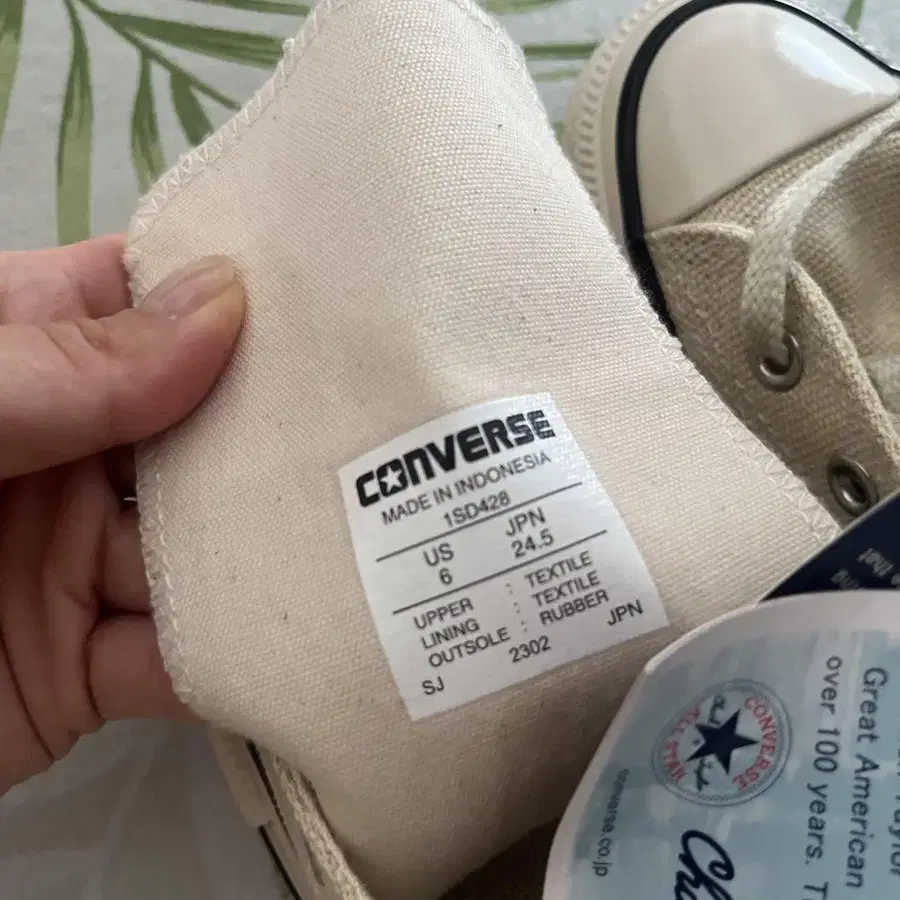 CONVERSE
MADE IN INDONESIA
1SD428
US JPN
6 24.5
UPPER : TEXTILE
LINING : TEXTILE
OUTSOLE : RUBBER
SJ 2302 JPN
Great American
over 100 years. T
CONVERSE
ALL STAR
converse.co.jp
Ch